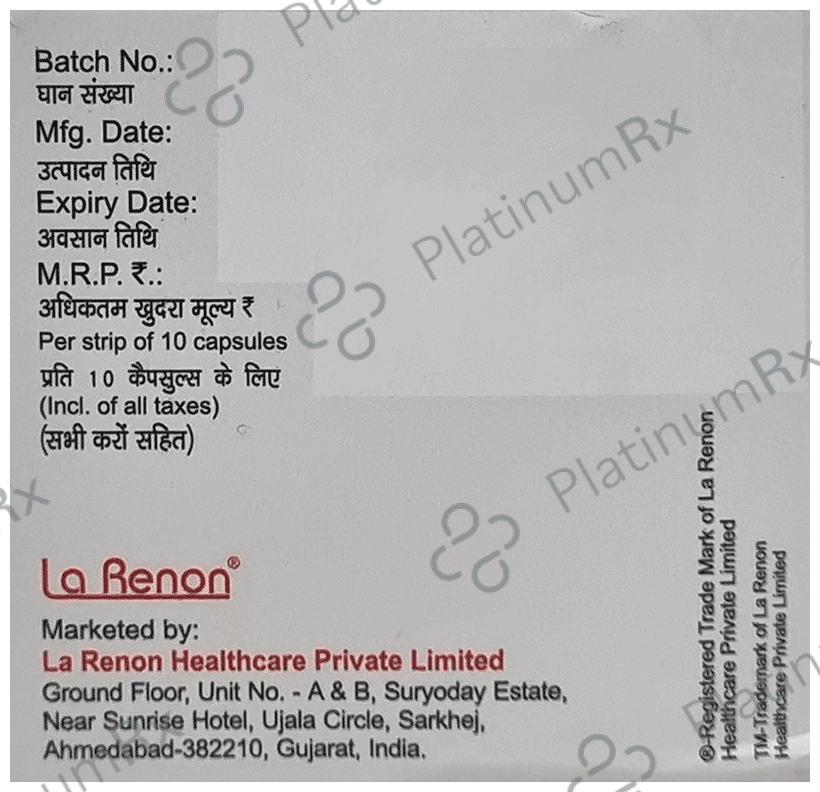 Batch No.:
घान संख्या
Mfg. Date:
उत्पादन तिथि
Expiry Date:
अवसान तिथि
M.R.P. ₹.:
अधिकतम खुदरा मूल्य ₹
Per strip of 10 capsules
प्रति 10 कैपसुल्स के लिए
(Incl. of all taxes)
(सभी करों सहित)
La Renon®
Marketed by:
La Renon Healthcare Private Limited
Ground Floor, Unit No. - A & B, Suryoday Estate,
Near Sunrise Hotel, Ujala Circle, Sarkhej,
Ahmedabad-382210, Gujarat, India.
®-Registered Trade Mark of La Renon
Healthcare Private Limited
TM-Trademark of La Renon
Healthcare Private Limited
PlatinumRx
PlatinumRx